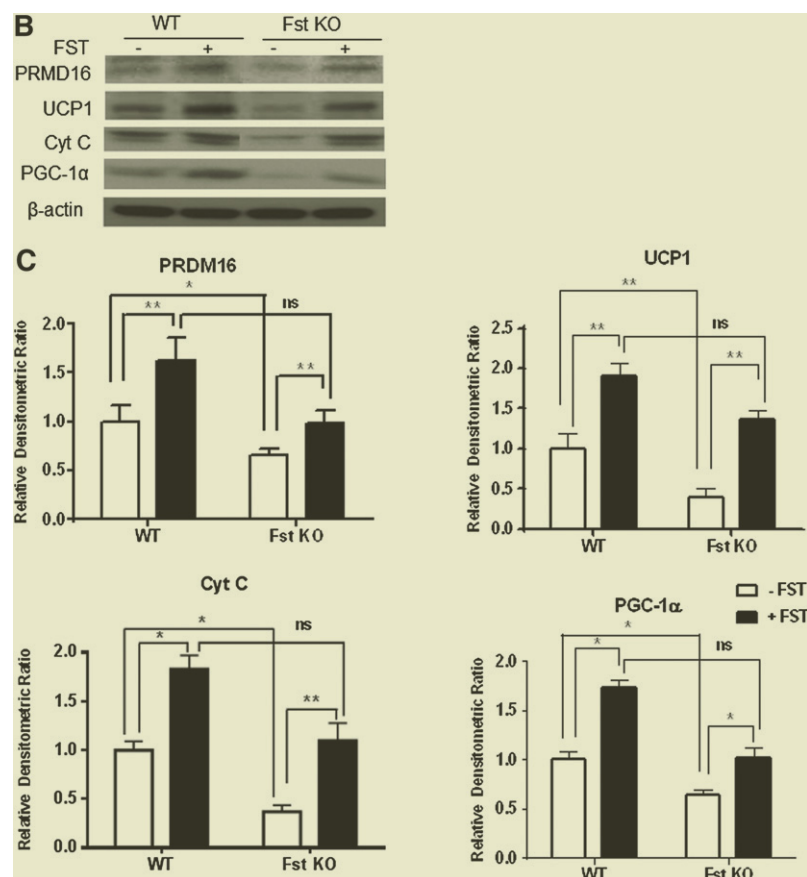 B
WT Fst KO
FST - + - +
PRMD16
UCP1
Cyt C
PGC-1α
β-actin
C
PRDM16
Relative Densitometric Ratio
2.0
1.5
1.0
0.5
0.0
*
**
ns
**
WT Fst KO
UCP1
Relative Densitometric Ratio
2.5
2.0
1.5
1.0
0.5
0.0
**
**
ns
**
WT Fst KO
Cyt C
Relative Densitometric Ratio
2.0
1.5
1.0
0.5
0.0
*
*
ns
**
WT Fst KO
- FST
+ FST
PGC-1α
Relative Densitometric Ratio
2.0
1.5
1.0
0.5
0.0
*
*
ns
*
WT Fst KO